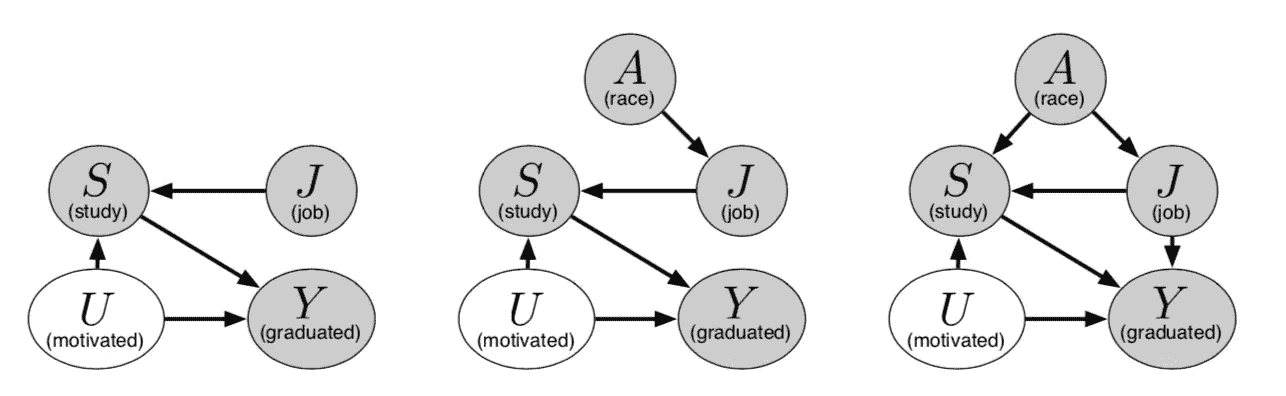 S
(study)
J
(job)
U
(motivated)
Y
(graduated)
A
(race)
S
(study)
J
(job)
U
(motivated)
Y
(graduated)
A
(race)
S
(study)
J
(job)
U
(motivated)
Y
(graduated)